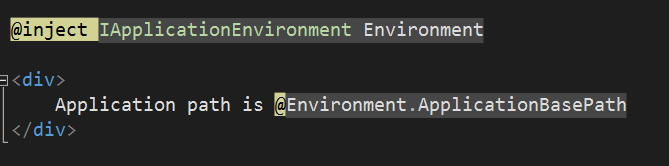 @inject IApplicationEnvironment Environment
<div>
Application path is @Environment.ApplicationBasePath
</div>